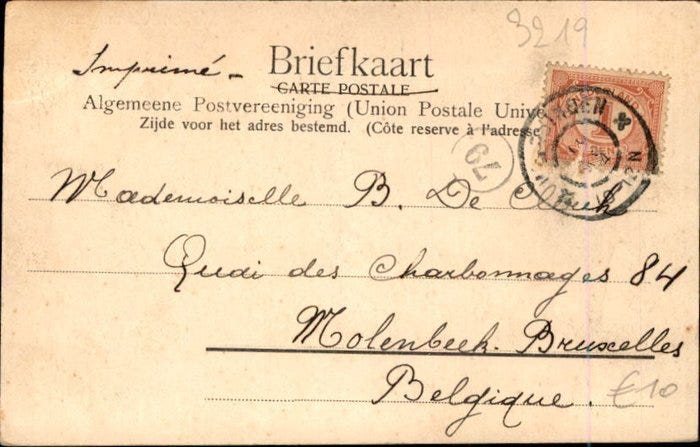 3219
Imprimé -
Briefkaart
CARTE POSTALE
Algemeene Postvereeniging (Union Postale Unive
Zijde voor het adres bestemd. (Côte reserve à l'adresse
79
Mademoiselle B. De
Quai des Charbonnages 84
Molenbeek-Bruxelles
Belgique.
£10